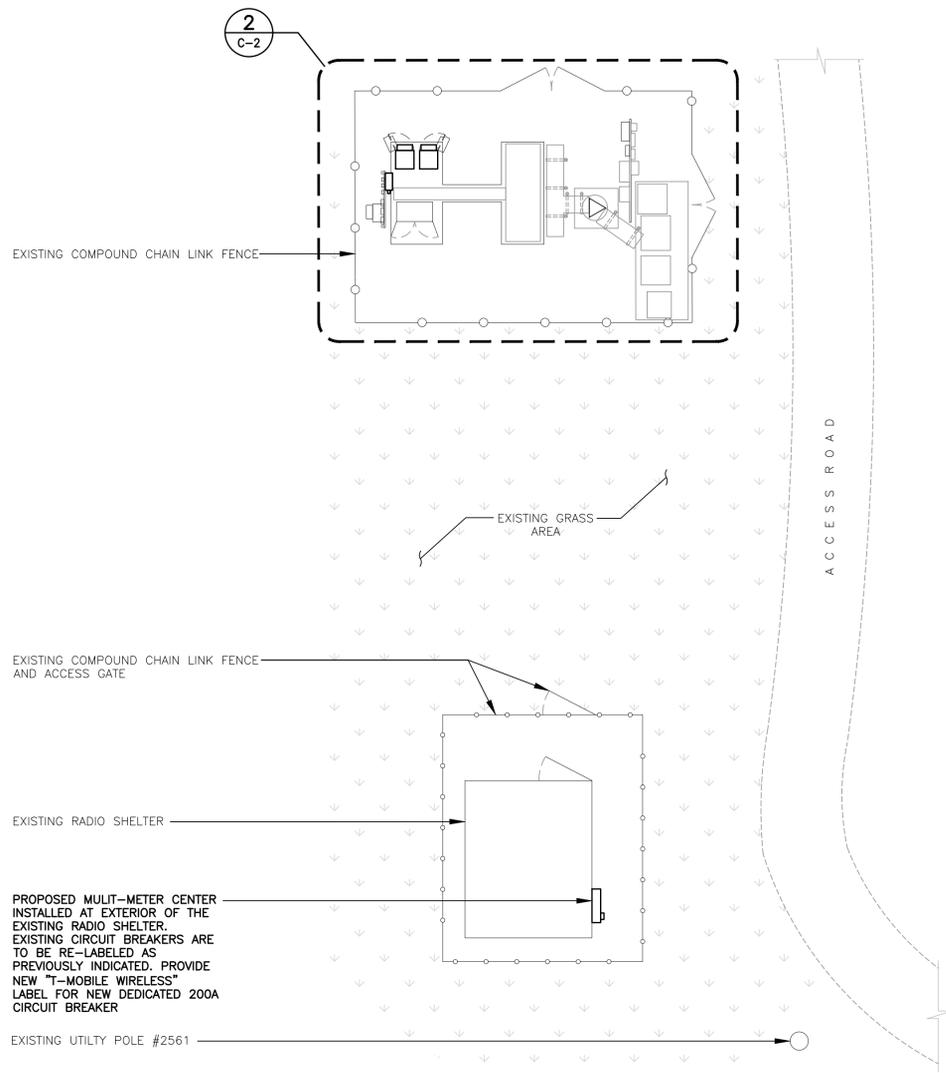 2
C-2
EXISTING COMPOUND CHAIN LINK FENCE
ACCESS ROAD
EXISTING GRASS
AREA
EXISTING COMPOUND CHAIN LINK FENCE
AND ACCESS GATE
EXISTING RADIO SHELTER
PROPOSED MULIT-METER CENTER
INSTALLED AT EXTERIOR OF THE
EXISTING RADIO SHELTER.
EXISTING CIRCUIT BREAKERS ARE
TO BE RE-LABELED AS
PREVIOUSLY INDICATED. PROVIDE
NEW "T-MOBILE WIRELESS"
LABEL FOR NEW DEDICATED 200A
CIRCUIT BREAKER
EXISTING UTILTY POLE #2561